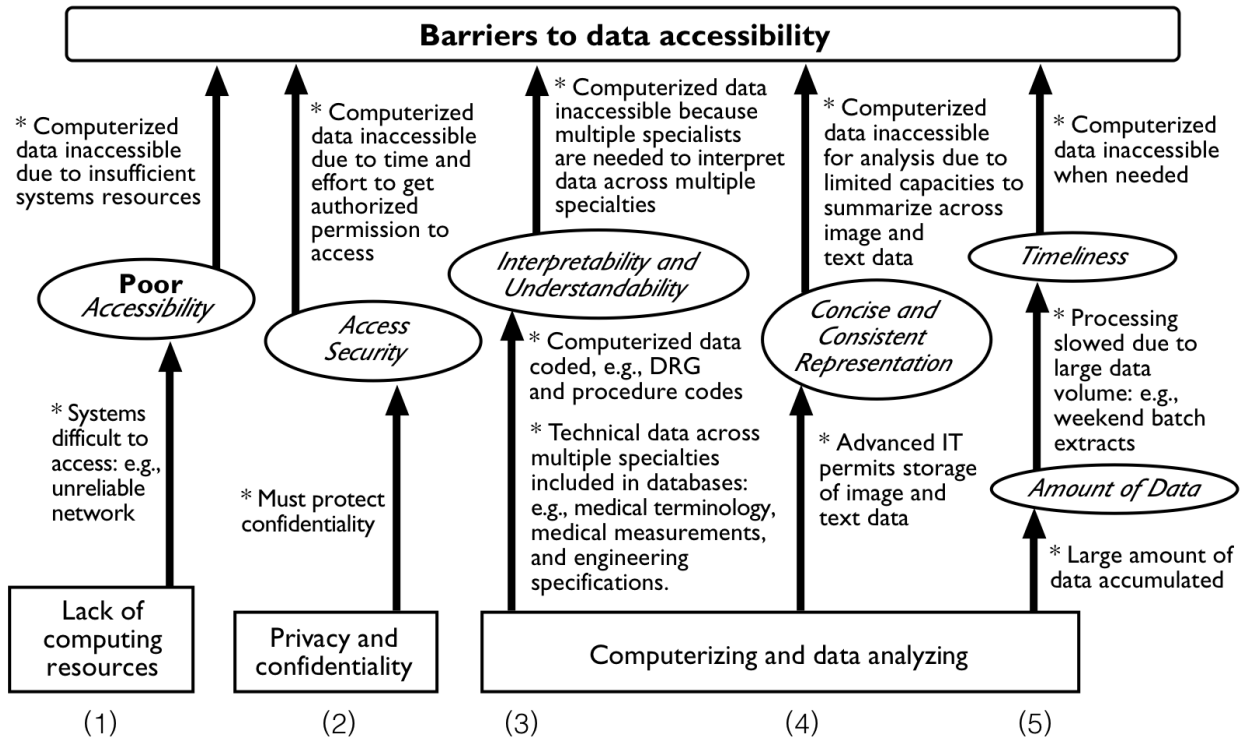 Barriers to data accessibility
* Computerized
data inaccessible
due to insufficient
systems resources
* Computerized
data inaccessible
due to time and
effort to get
authorized
permission to
access
* Computerized data
inaccessible because
multiple specialists
are needed to interpret
data across multiple
specialties
* Computerized
data inaccessible
for analysis due to
limited capacities to
summarize across
image and
text data
* Computerized
data inaccessible
when needed
Poor
Accessibility
Access
Security
Interpretability and
Understandability
Concise and
Consistent
Representation
Timeliness
* Systems
difficult to
access: e.g.,
unreliable
network
* Must protect
confidentiality
* Computerized data
coded, e.g., DRG
and procedure codes
* Technical data across
multiple specialties
included in databases:
e.g., medical terminology,
medical measurements,
and engineering
specifications.
* Advanced IT
permits storage
of image and
text data
* Processing
slowed due to
large data
volume: e.g.,
weekend batch
extracts
Amount of Data
* Large amount of
data accumulated
Lack of
computing
resources
Privacy and
confidentiality
Computerizing and data analyzing
(1)
(2)
(3)
(4)
(5)